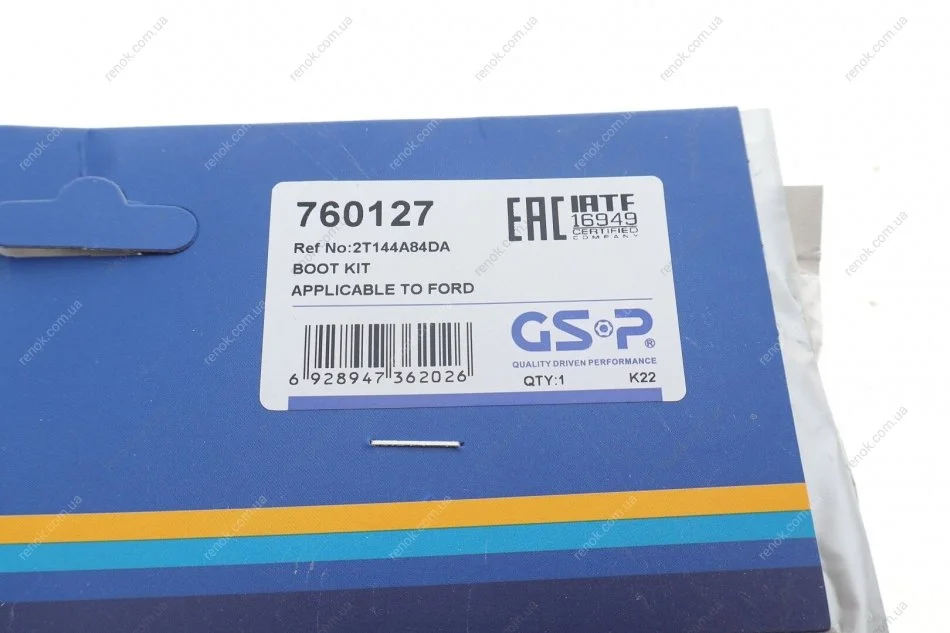 760127
Ref No:2T144A84DA
BOOT KIT
APPLICABLE TO FORD
EAC
IATF
16949
CERTIFIED
COMPANY
6 928947 362026
GSP®
QUALITY DRIVEN PERFORMANCE
QTY:1 K22
renok.com.ua